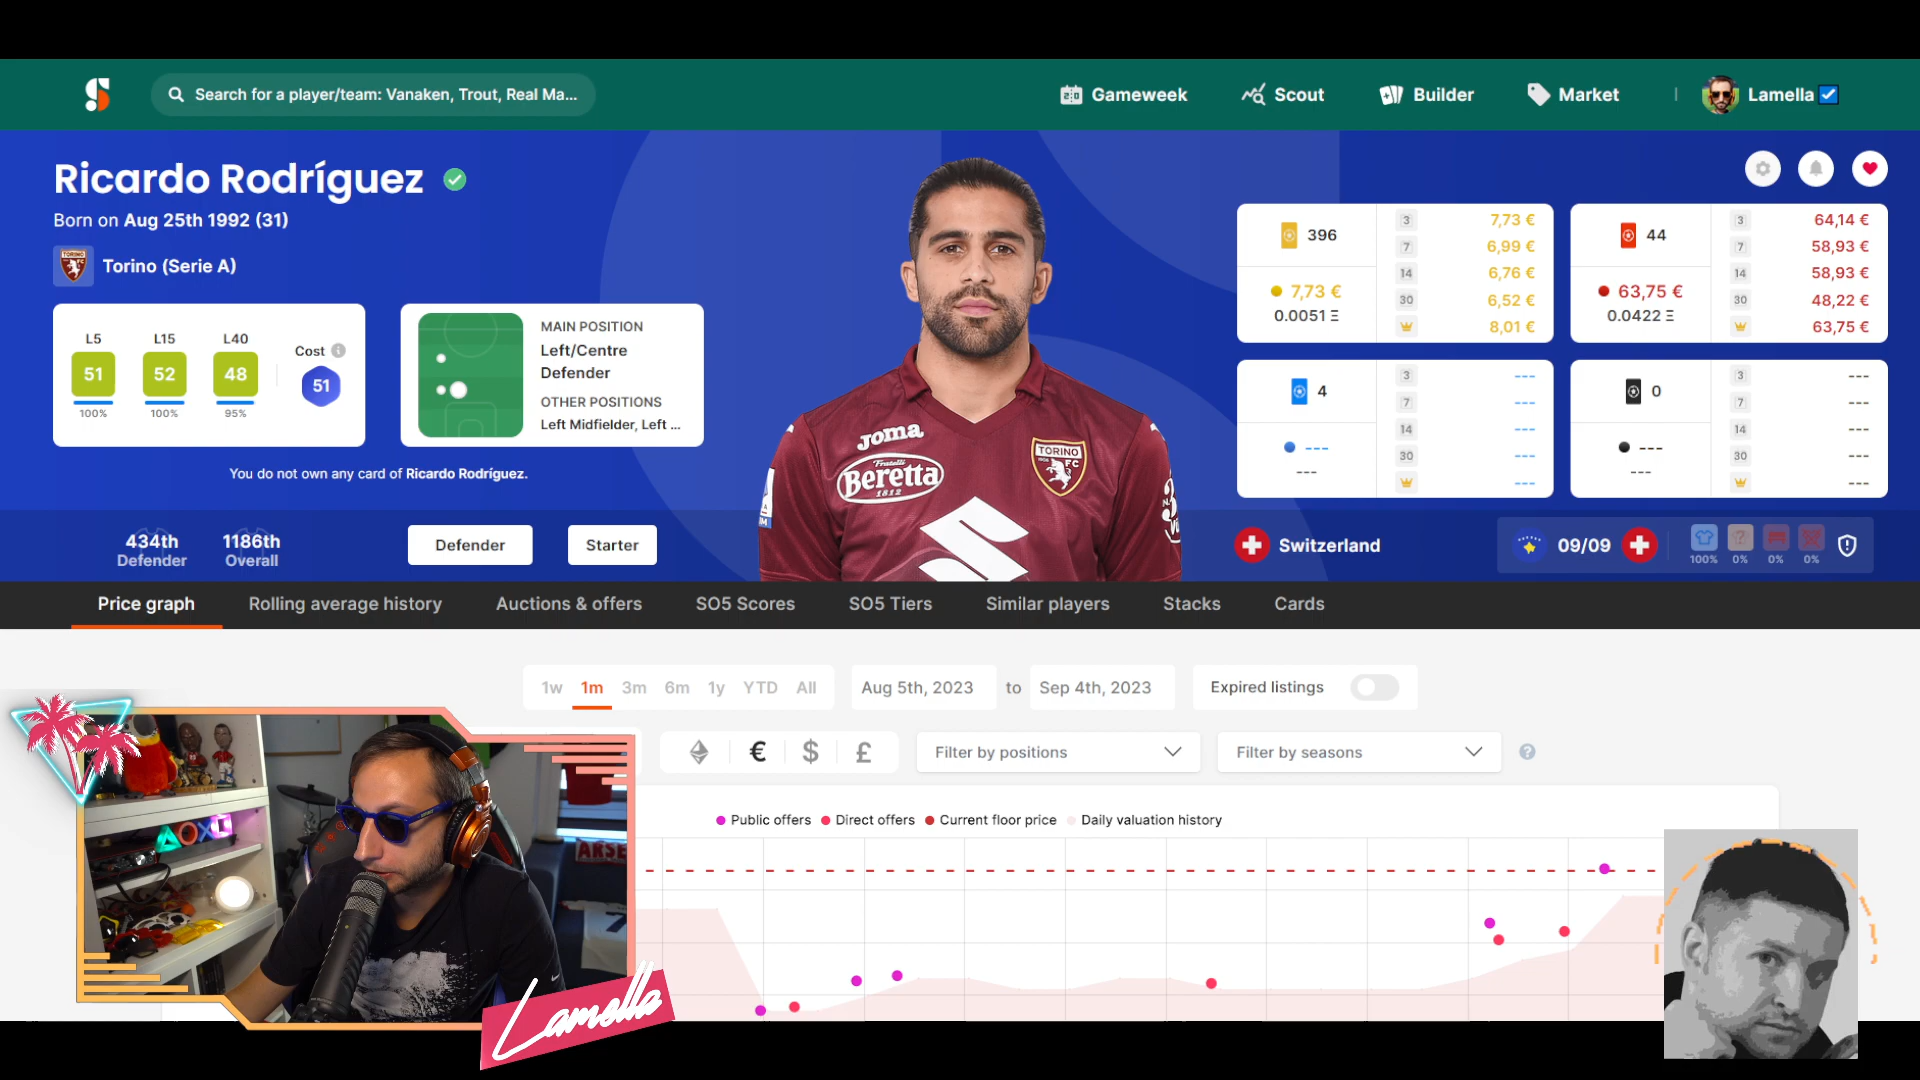 Search for a player/team: Vanaken, Trout, Real Ma...
Gameweek
Scout
Builder
Market
Lamella
Ricardo Rodríguez
Born on Aug 25th 1992 (31)
Torino (Serie A)
L5
L15
L40
Cost
51
52
48
51
100%
100%
95%
MAIN POSITION
Left/Centre
Defender
OTHER POSITIONS
Left Midfielder, Left ...
You do not own any card of Ricardo Rodríguez.
396
7,73 €
0.0051 Ξ
3 7,73 €
7 6,99 €
14 6,76 €
30 6,52 €
8,01 €
44
63,75 €
0.0422 Ξ
3 64,14 €
7 58,93 €
14 58,93 €
30 48,22 €
63,75 €
4
---
---
3 ---
7 ---
14 ---
30 ---
---
0
---
---
3 ---
7 ---
14 ---
30 ---
---
Joma
Fratelli
Beretta
1812
TORINO
FC
434th
Defender
1186th
Overall
Defender
Starter
Switzerland
09/09
100%
0%
0%
0%
Price graph
Rolling average history
Auctions & offers
SO5 Scores
SO5 Tiers
Similar players
Stacks
Cards
1w
1m
3m
6m
1y
YTD
All
Aug 5th, 2023
to
Sep 4th, 2023
Expired listings
€
$
£
Filter by positions
Filter by seasons
Public offers
Direct offers
Current floor price
Daily valuation history
ARSE
Lamella